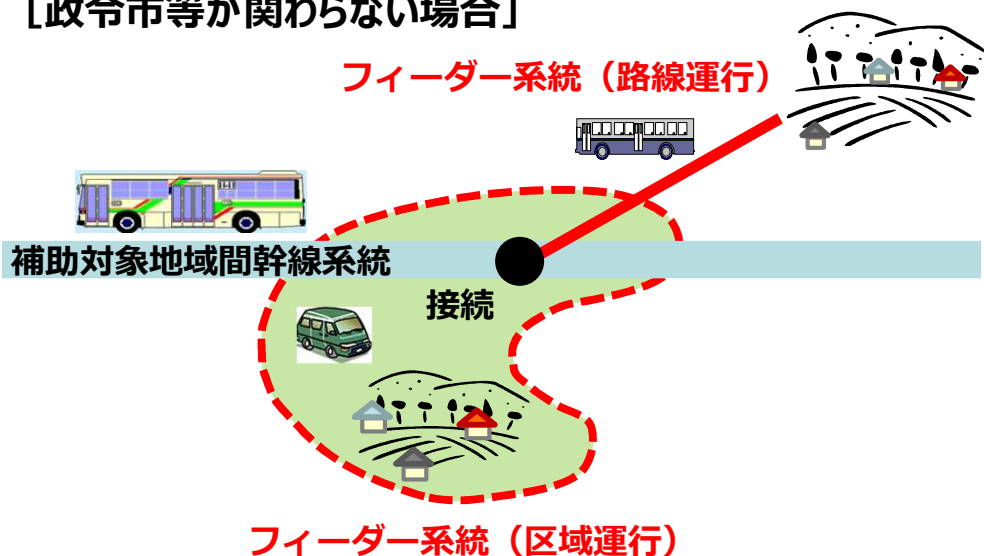 ［政令市等が関わらない場合］
フィーダー系統（路線運行）
補助対象地域間幹線系統
接続
フィーダー系統（区域運行）